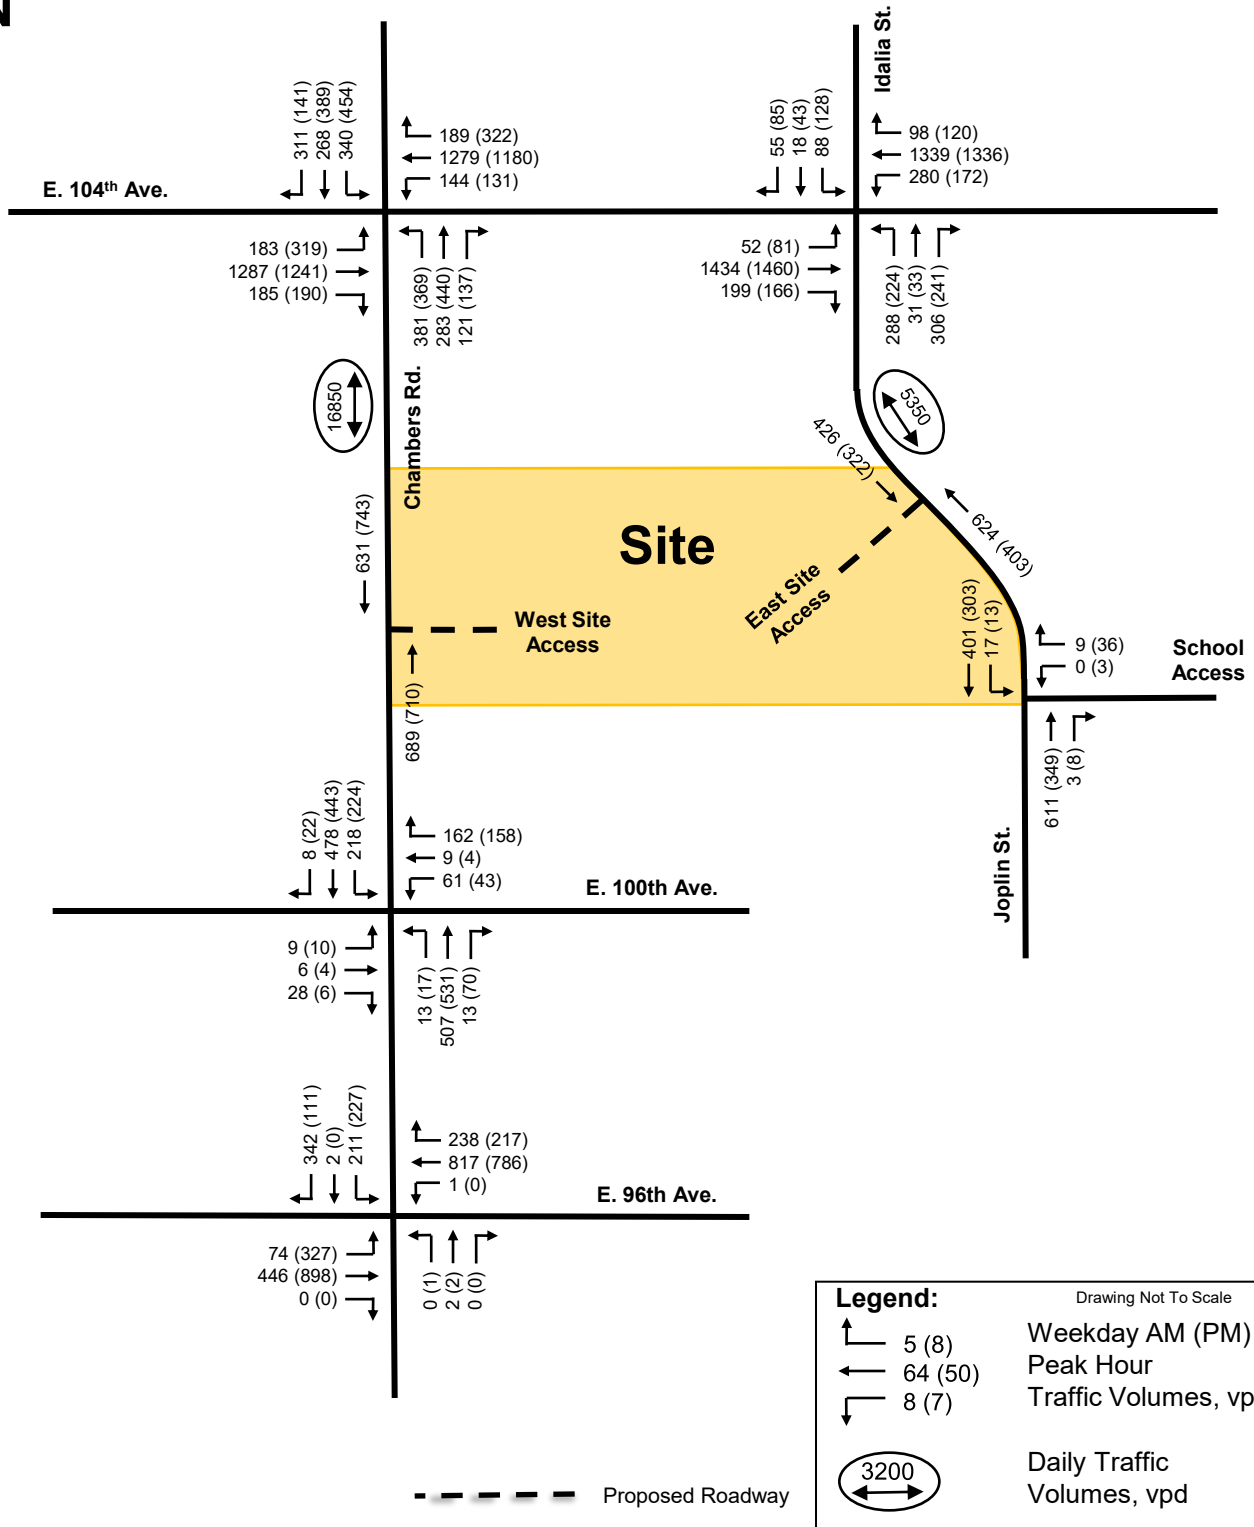 N
Idalia St.
311 (141)
268 (389)
340 (454)
189 (322)
1279 (1180)
144 (131)
55 (85)
18 (43)
88 (128)
98 (120)
1339 (1336)
280 (172)
E. 104th Ave.
183 (319)
1287 (1241)
185 (190)
381 (369)
283 (440)
121 (137)
52 (81)
1434 (1460)
199 (166)
288 (224)
31 (33)
306 (241)
16850
Chambers Rd.
5350
426 (322)
624 (403)
631 (743)
Site
East Site
Access
West Site
Access
689 (710)
401 (303)
17 (13)
9 (36)
0 (3)
School
Access
611 (349)
3 (8)
Joplin St.
8 (22)
478 (443)
218 (224)
162 (158)
9 (4)
61 (43)
E. 100th Ave.
9 (10)
6 (4)
28 (6)
13 (17)
507 (531)
13 (70)
342 (111)
2 (0)
211 (227)
238 (217)
817 (786)
1 (0)
E. 96th Ave.
74 (327)
446 (898)
0 (0)
0 (1)
2 (2)
0 (0)
Legend:
Drawing Not To Scale
5 (8)
64 (50)
8 (7)
Weekday AM (PM)
Peak Hour
Traffic Volumes, vp
3200
Daily Traffic
Volumes, vpd
Proposed Roadway